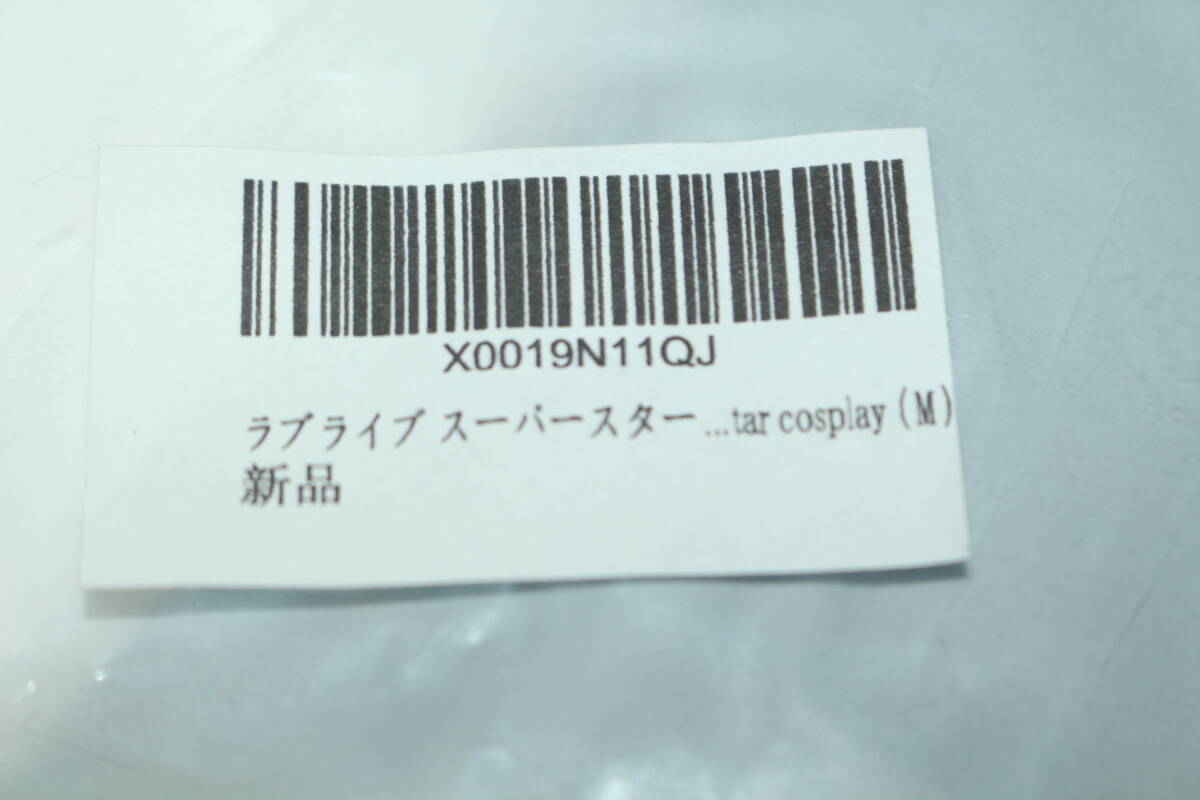 X0019N11QJ
ラブライブ スーパースター ...tar cosplay (M)
新品